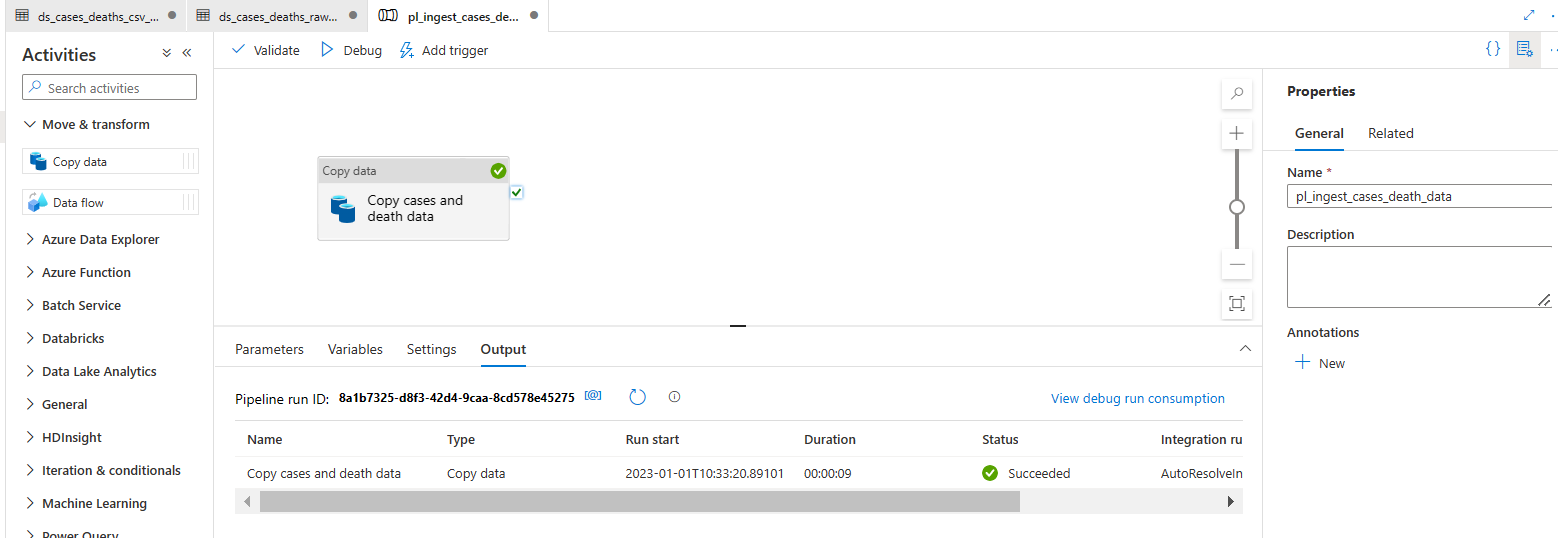 ds_cases_deaths_csv_...
ds_cases_deaths_raw...
pl_ingest_cases_de...
Activities
Search activities
Move & transform
Copy data
Data flow
Azure Data Explorer
Azure Function
Batch Service
Databricks
Data Lake Analytics
General
HDInsight
Iteration & conditionals
Machine Learning
Power Query
Validate
Debug
Add trigger
Copy data
Copy cases and
death data
Parameters
Variables
Settings
Output
Pipeline run ID: 8a1b7325-d8f3-42d4-9caa-8cd578e45275
View debug run consumption
Name Type Run start Duration Status Integration ru
Copy cases and death data Copy data 2023-01-01T10:33:20.89101 00:00:09 Succeeded AutoResolveIn
Properties
General
Related
Name *
pl_ingest_cases_death_data
Description
Annotations
New